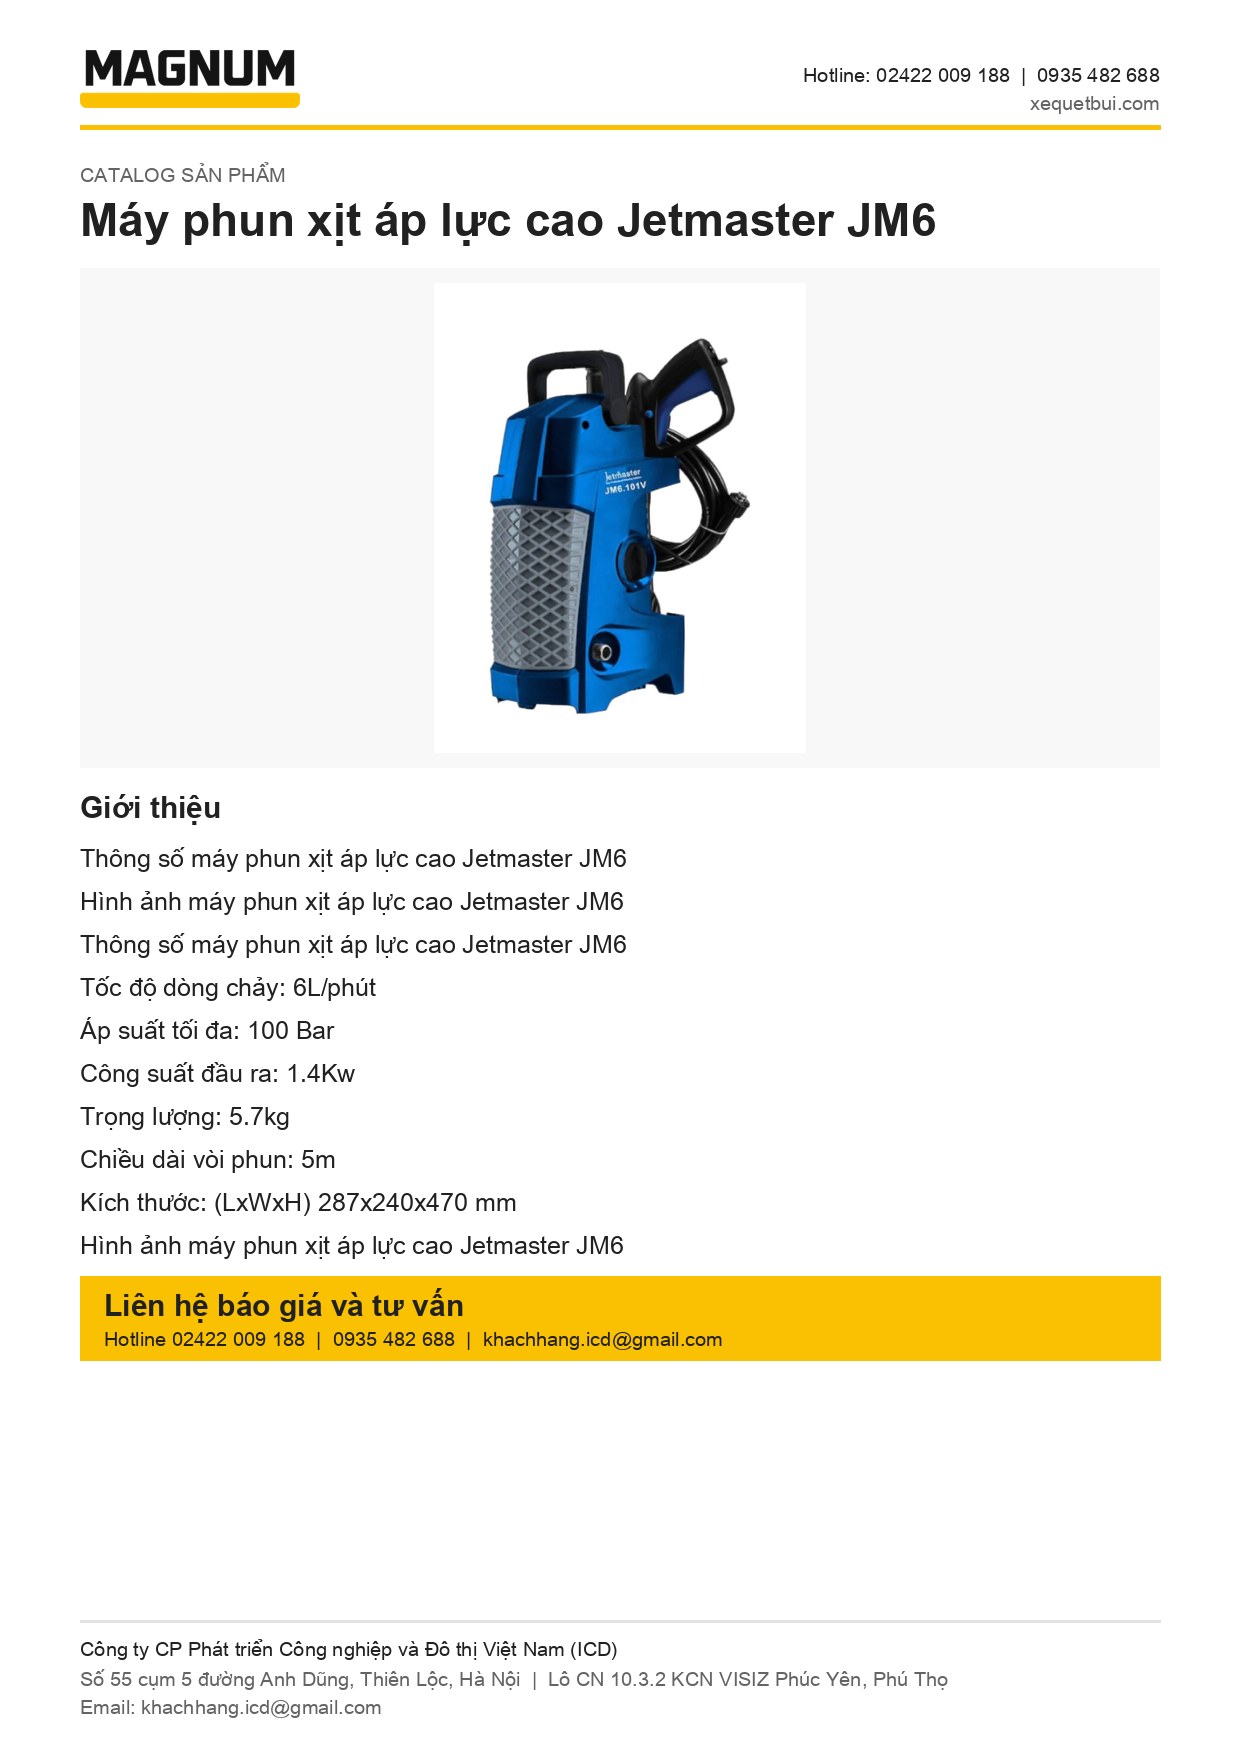 MAGNUM
Hotline: 02422 009 188 | 0935 482 688
xequetbui.com
CATALOG SẢN PHẨM
Máy phun xịt áp lực cao Jetmaster JM6
Jetmaster
JM6.101V
Giới thiệu
Thông số máy phun xịt áp lực cao Jetmaster JM6
Hình ảnh máy phun xịt áp lực cao Jetmaster JM6
Thông số máy phun xịt áp lực cao Jetmaster JM6
Tốc độ dòng chảy: 6L/phút
Áp suất tối đa: 100 Bar
Công suất đầu ra: 1.4Kw
Trọng lượng: 5.7kg
Chiều dài vòi phun: 5m
Kích thước: (LxWxH) 287x240x470 mm
Hình ảnh máy phun xịt áp lực cao Jetmaster JM6
Liên hệ báo giá và tư vấn
Hotline 02422 009 188 | 0935 482 688 | khachhang.icd@gmail.com
Công ty CP Phát triển Công nghiệp và Đô thị Việt Nam (ICD)
Số 55 cụm 5 đường Anh Dũng, Thiên Lộc, Hà Nội | Lô CN 10.3.2 KCN VISIZ Phúc Yên, Phú Thọ
Email: khachhang.icd@gmail.com